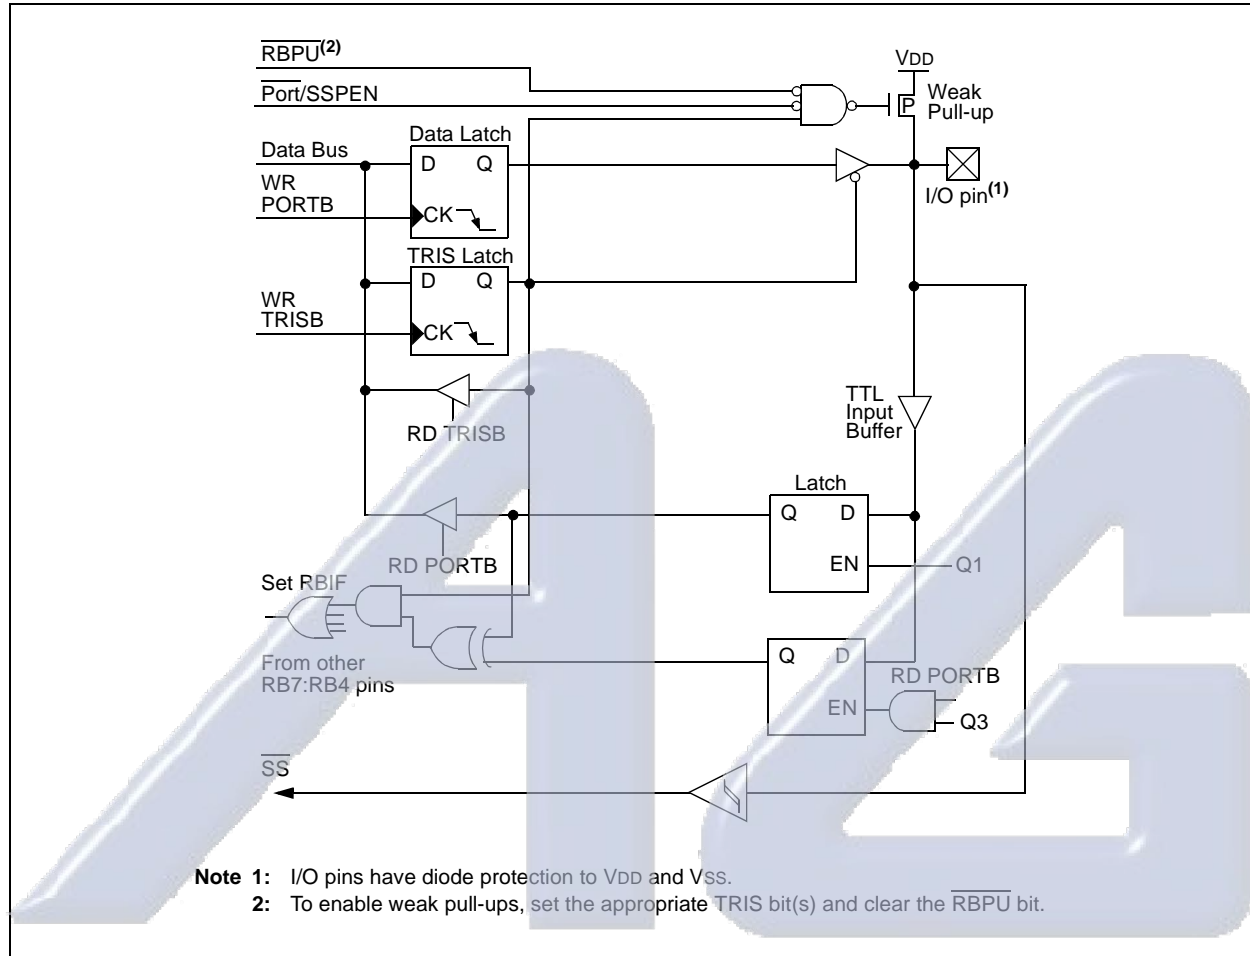 RBPU(2)
VDD
Port/SSPEN
Weak
Pull-up
P
Data Latch
Data Bus
D Q
WR
PORTB
CK
I/O pin(1)
TRIS Latch
D Q
WR
TRISB
CK
RD TRISB
TTL
Input
Buffer
Latch
Q D
EN
Q1
RD PORTB
Set RBIF
From other
RB7:RB4 pins
Q D
RD PORTB
EN
Q3
SS
Note 1: I/O pins have diode protection to VDD and VSS.
2: To enable weak pull-ups, set the appropriate TRIS bit(s) and clear the RBPU bit.
AG